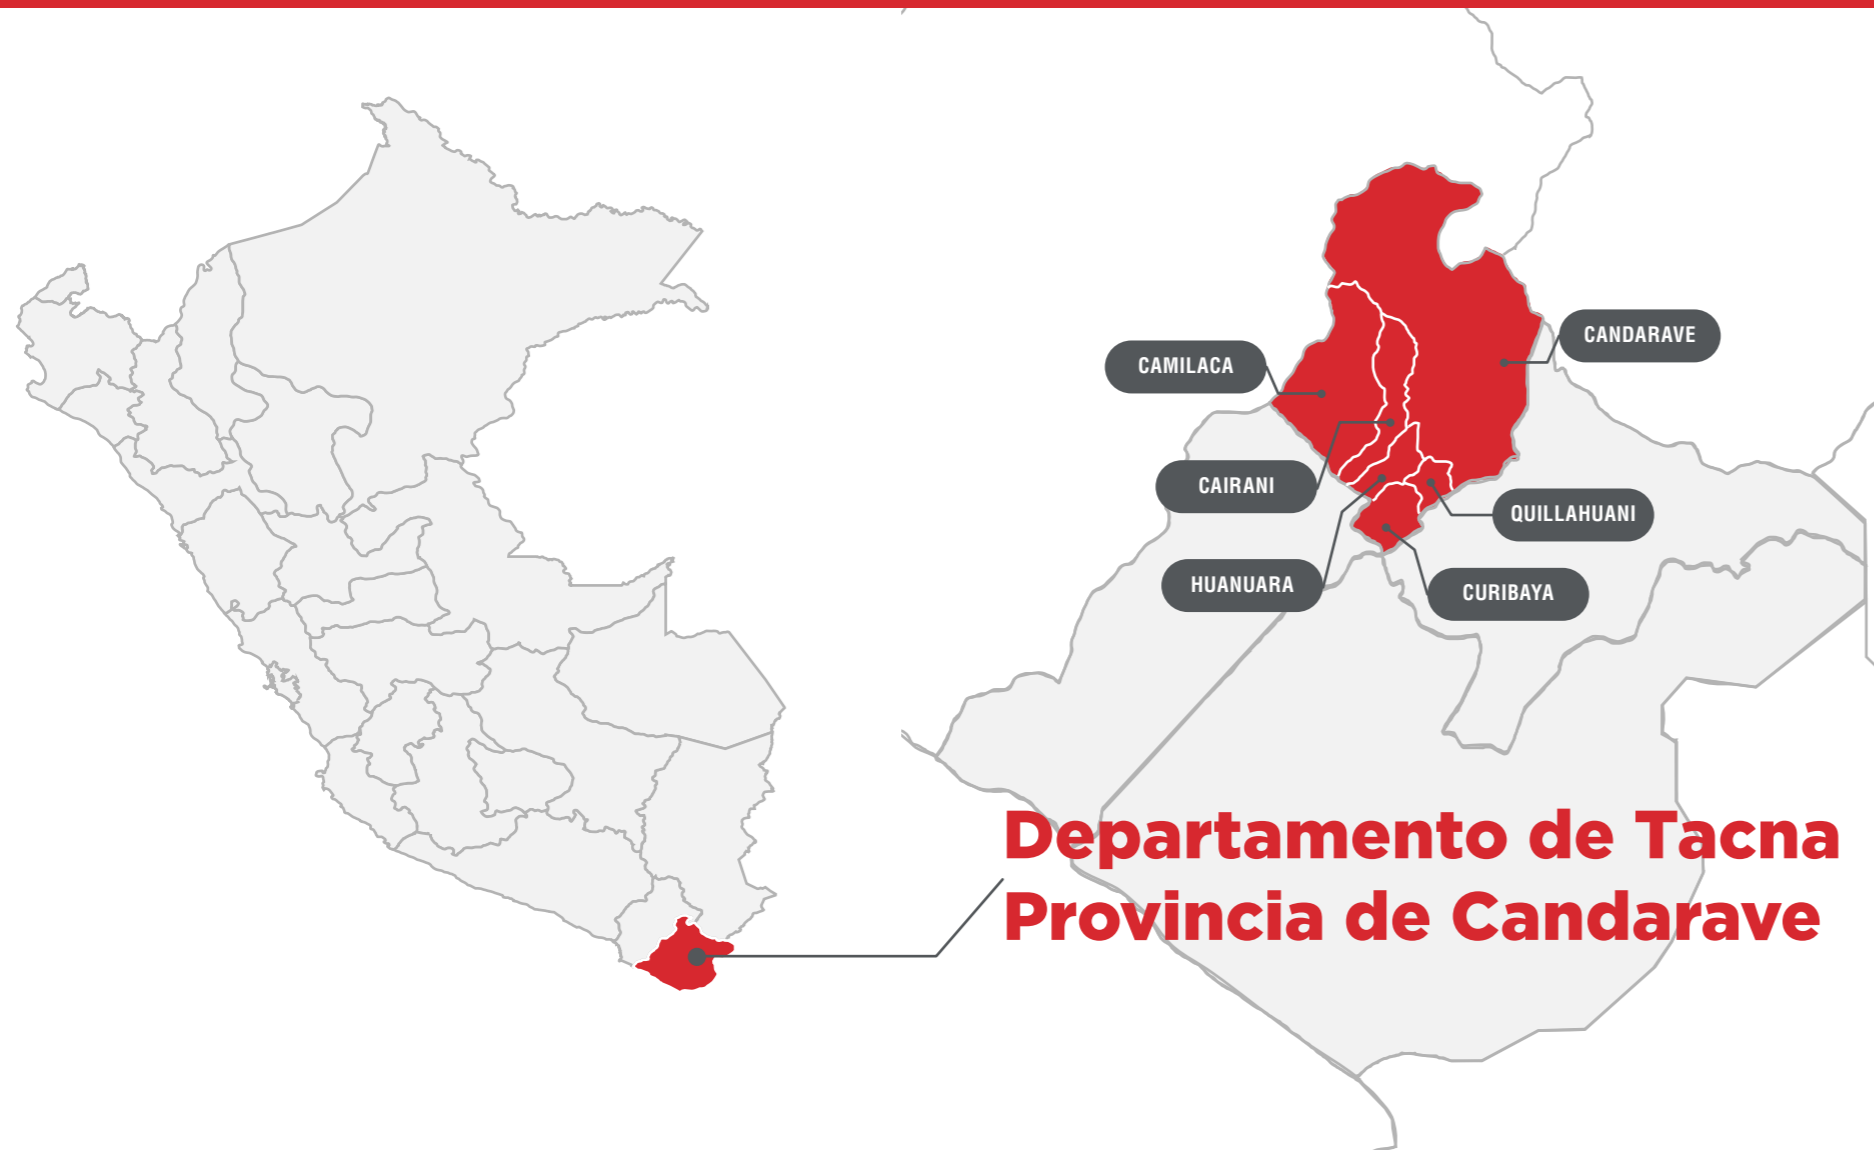 CANDARAVE
CAMILACA
CAIRANI
QUILLAHUANI
HUANUARA
CURIBAYA
Departamento de Tacna
Provincia de Candarave